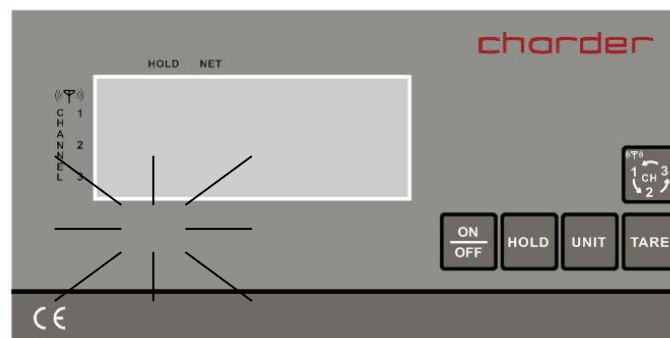 charder
HOLD NET
CHANNEL
1
2
3
1 CH 3
2
ON
OFF
HOLD
UNIT
TARE
CE